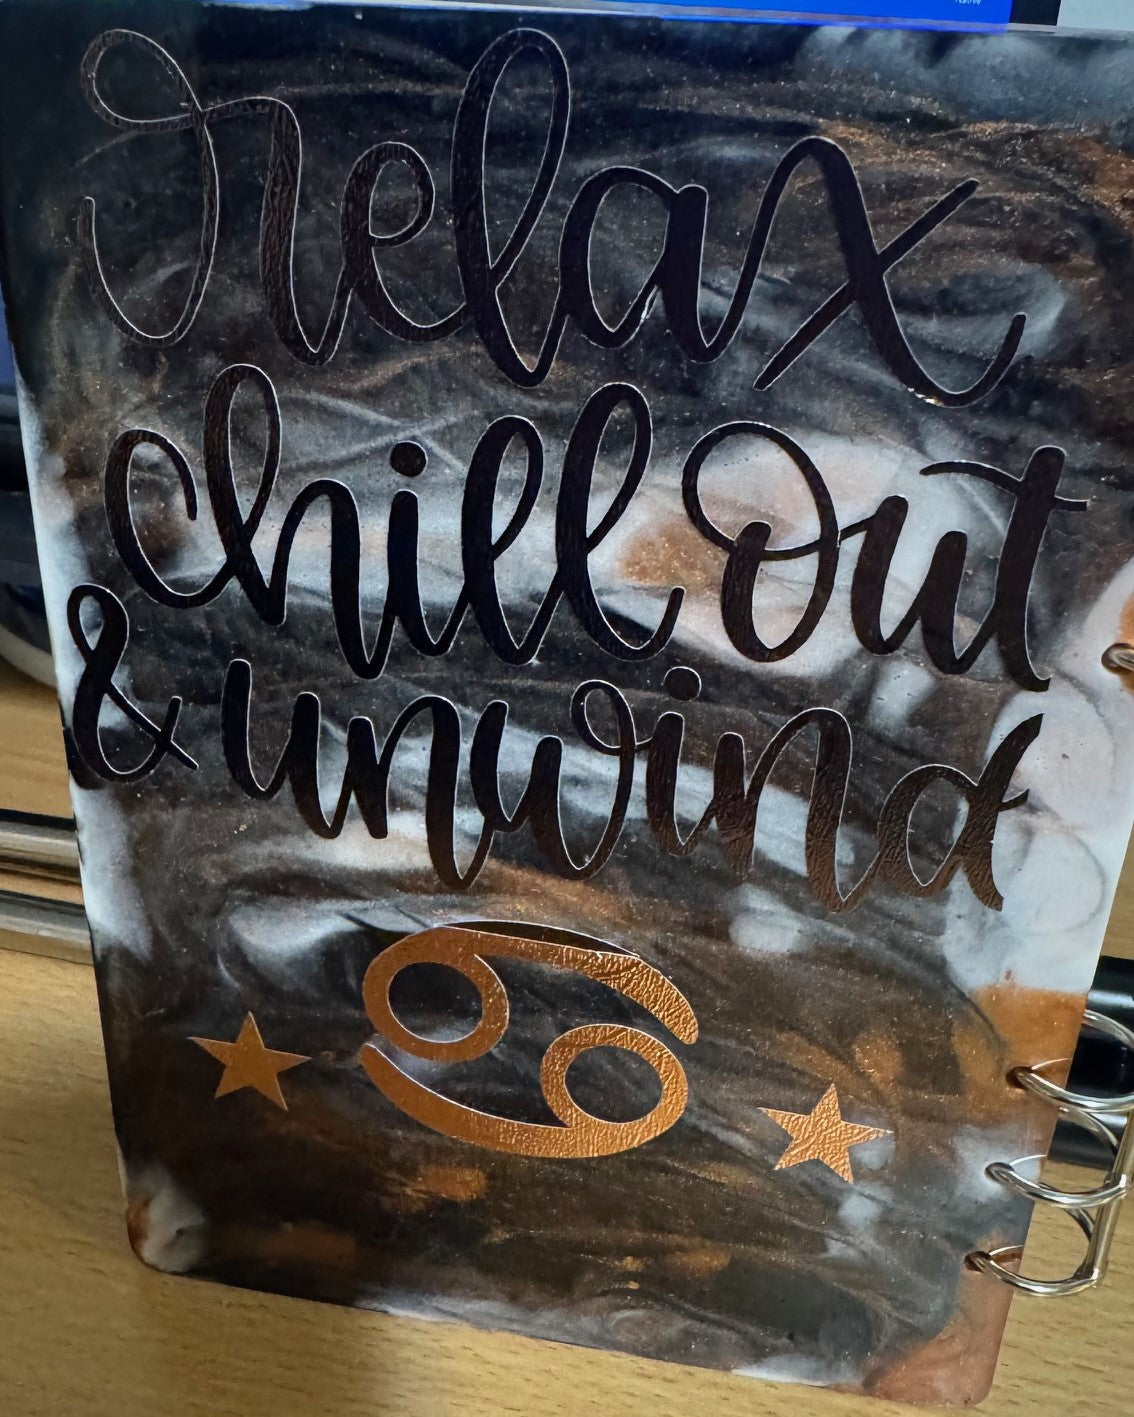 relax
chill out
& unwind
♋